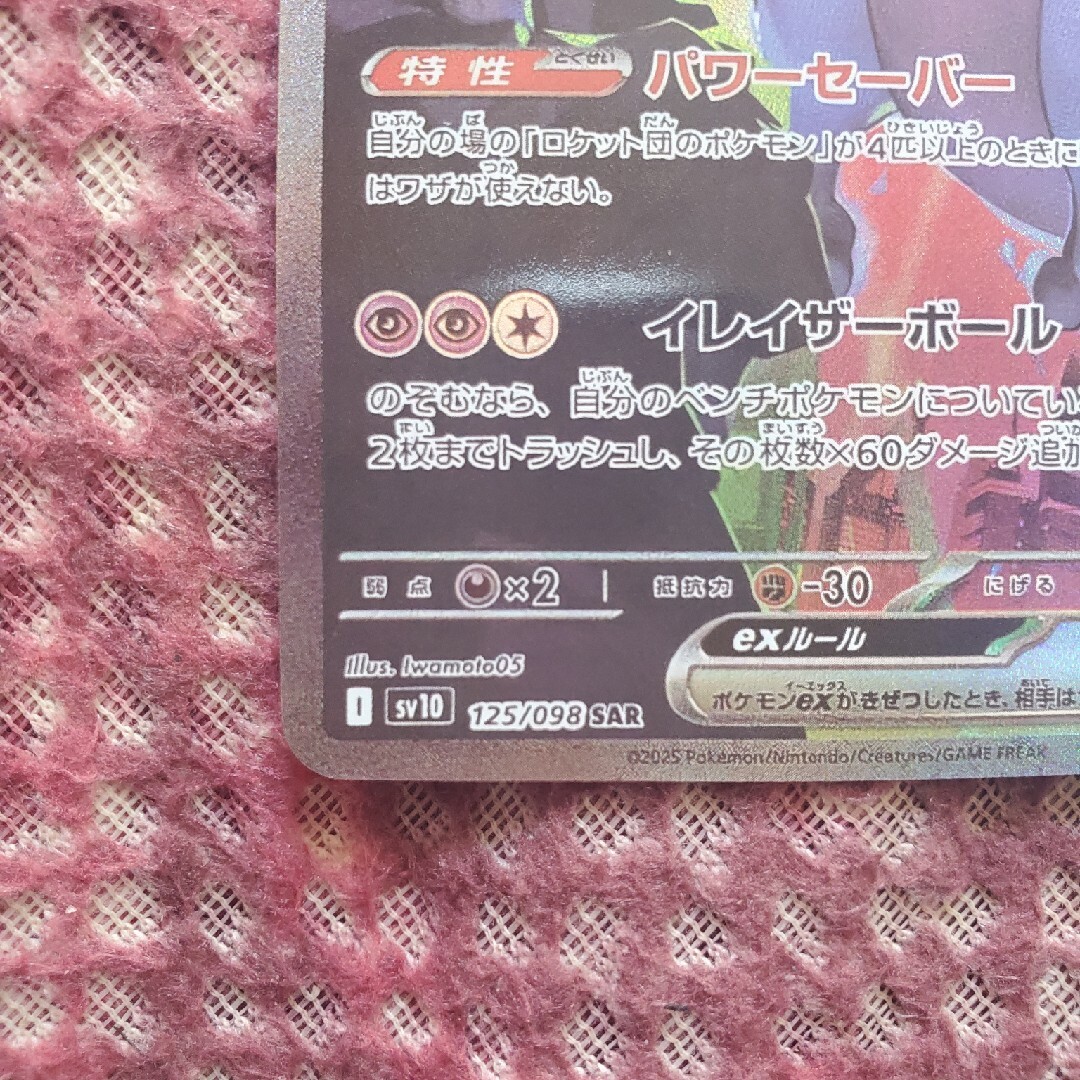 特性 とくせい パワーセーバー
自分の場の「ロケット団のポケモン」が4匹以上のときに
はワザが使えない。
イレイザーボール
のぞむなら、自分のベンチポケモンについてい
2枚までトラッシュし、その枚数×60ダメージ追加
弱点 ×2 抵抗力 -30 にげる
exルール
Illus. Iwamoto05
ポケモンexがきぜつしたとき、相手は
I sv10 125/098 SAR
©2025 Pokémon/Nintendo/Creatures/GAME FREAK